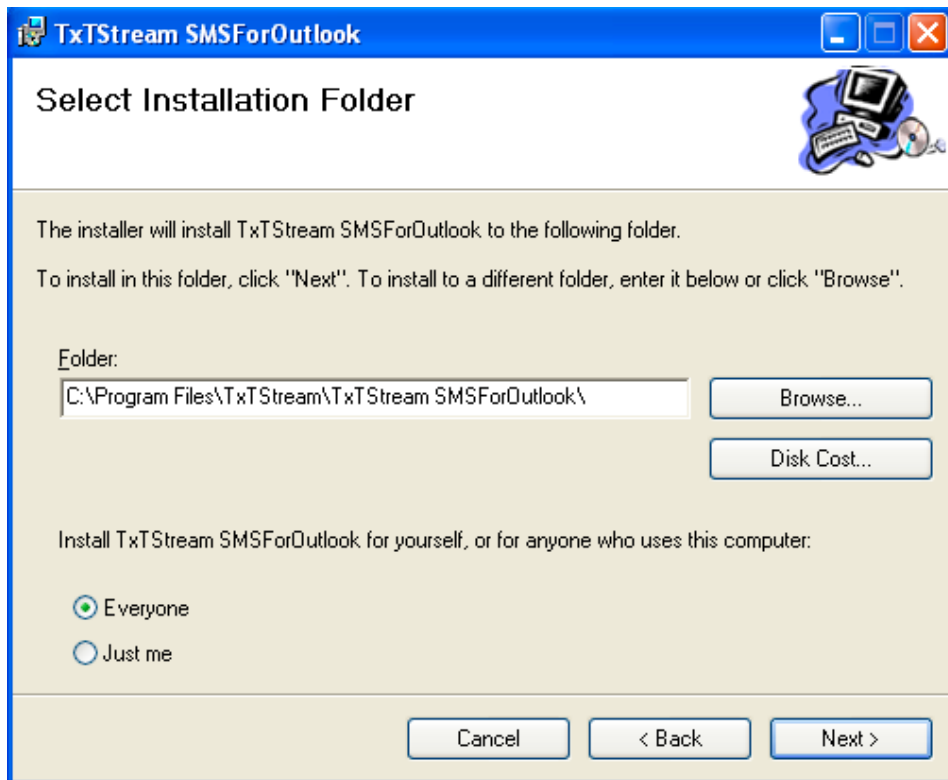 TxTStream SMSForOutlook
Select Installation Folder
The installer will install TxTStream SMSForOutlook to the following folder.
To install in this folder, click "Next". To install to a different folder, enter it below or click "Browse".
Folder:
C:\Program Files\TxTStream\TxTStream SMSForOutlook\
Browse...
Disk Cost...
Install TxTStream SMSForOutlook for yourself, or for anyone who uses this computer:
Everyone
Just me
Cancel
< Back
Next >